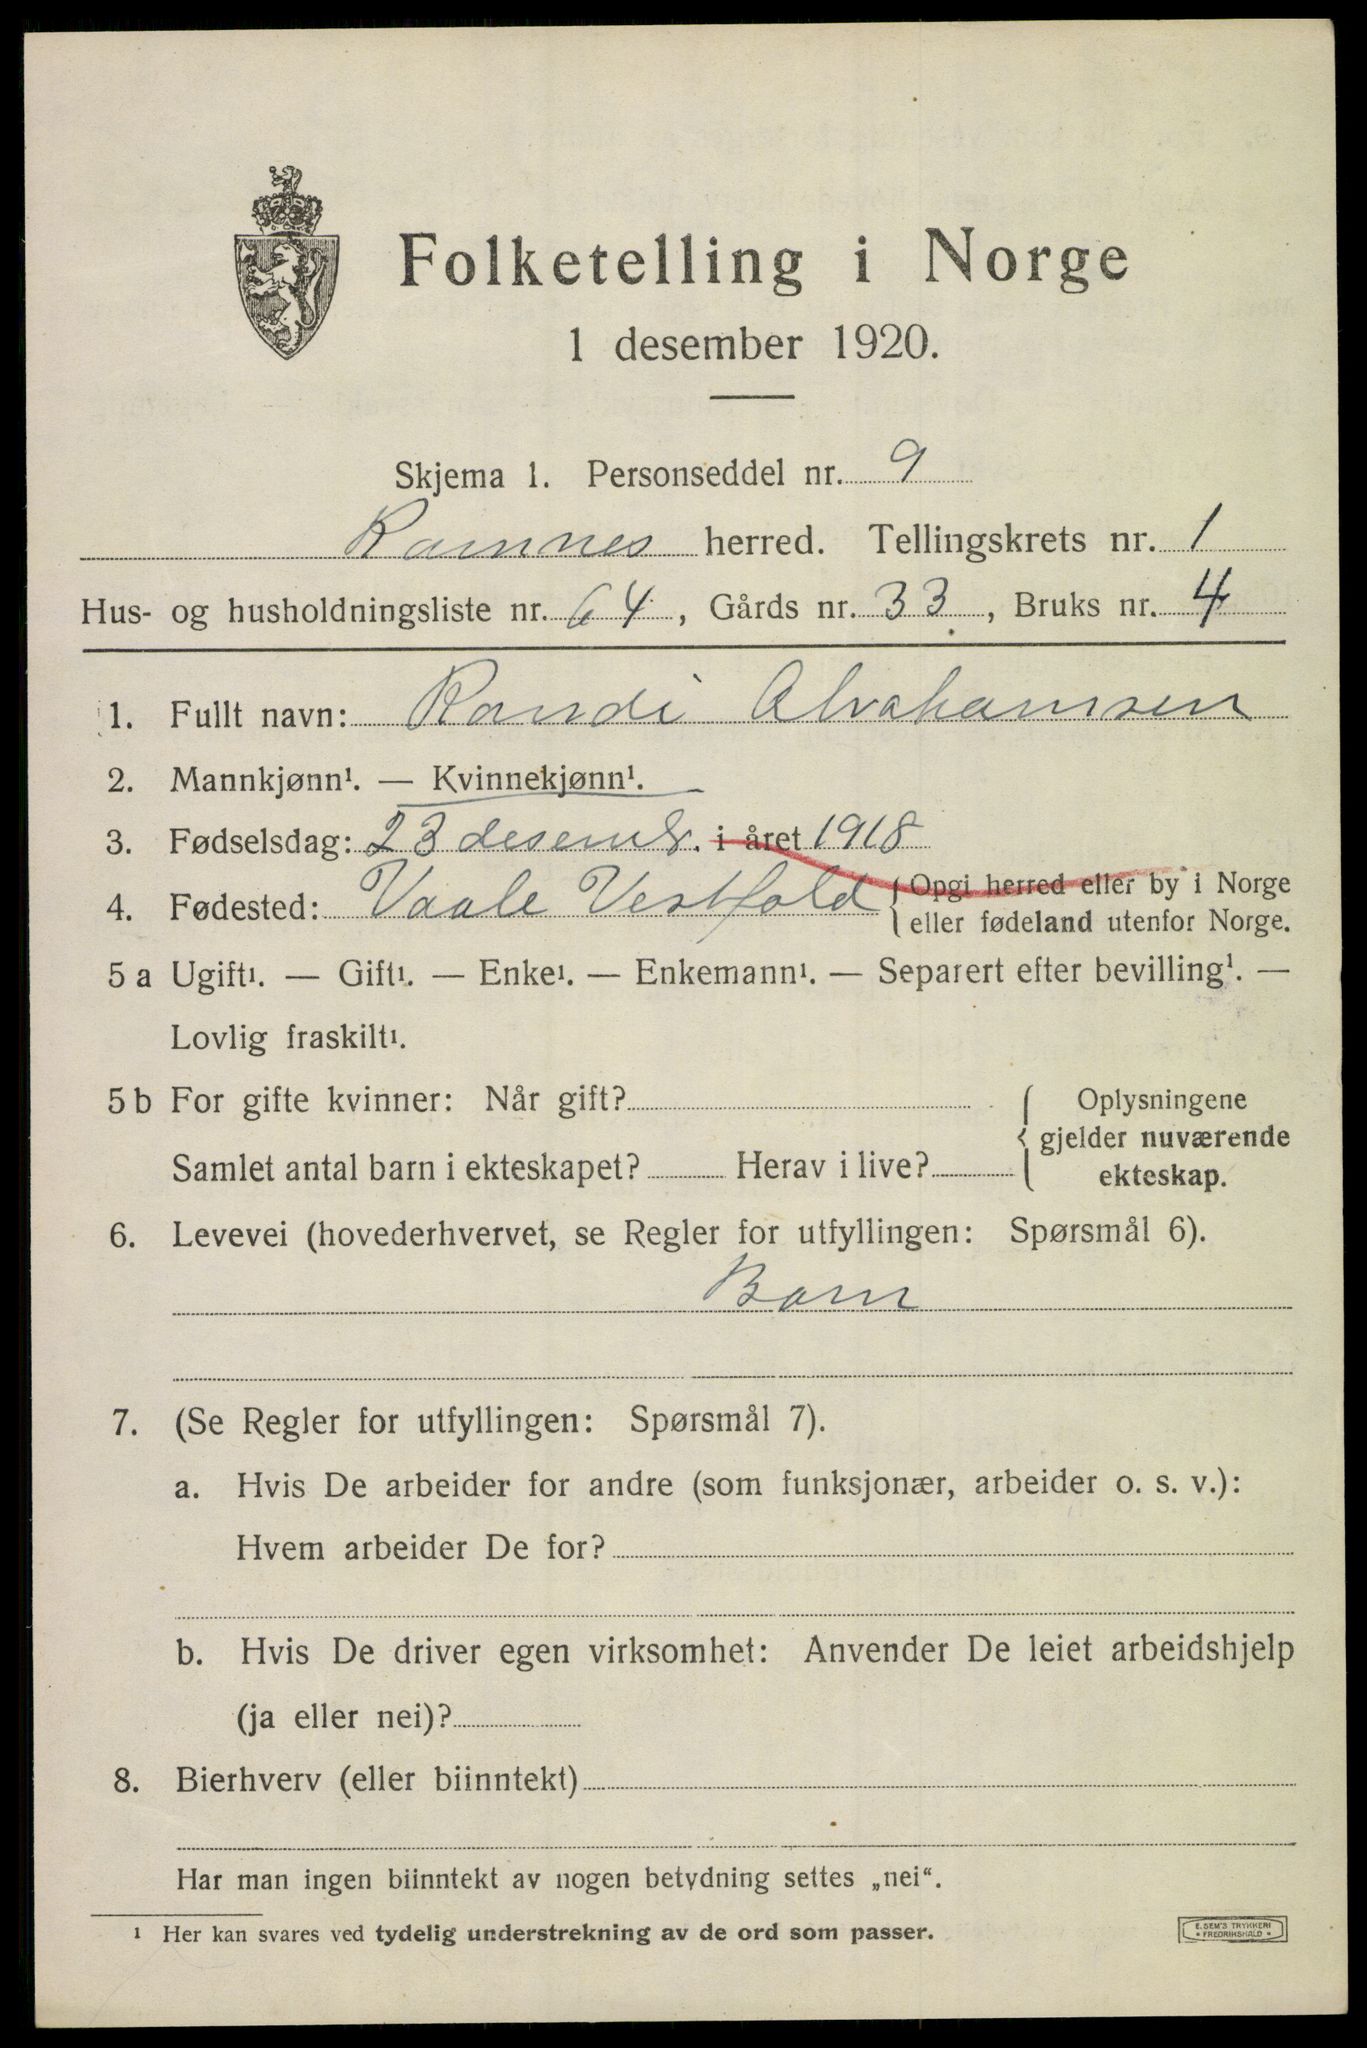 Folketelling i Norge
1 desember 1920.
Skjema 1. Personseddel nr. 9
Ramnes herred. Tellingskrets nr. 1
Hus- og husholdningsliste nr. 64, Gårds nr. 33, Bruks nr. 4
1. Fullt navn: Randi Abrahamsen
2. Mannkjønn¹. — Kvinnekjønn¹.
3. Fødselsdag: 23 desembr. i året 1918
4. Fødested: Vaale Vestfold {Opgi herred eller by i Norge
eller fødeland utenfor Norge.
5 a Ugift¹. — Gift¹. — Enke¹. — Enkemann¹. — Separert efter bevilling¹. —
Lovlig fraskilt¹.
5 b For gifte kvinner: Når gift?
Samlet antal barn i ekteskapet? Herav i live?
Oplysningene
gjelder nuværende
ekteskap.
6. Levevei (hovederhvervet, se Regler for utfyllingen: Spørsmål 6).
Barn
7. (Se Regler for utfyllingen: Spørsmål 7).
a. Hvis De arbeider for andre (som funksjonær, arbeider o. s. v.):
Hvem arbeider De for?
b. Hvis De driver egen virksomhet: Anvender De leiet arbeidshjelp
(ja eller nei)?
8. Bierhverv (eller biinntekt)
Har man ingen biinntekt av nogen betydning settes „nei“.
¹ Her kan svares ved tydelig understrekning av de ord som passer.
E. SEM'S TRYKKERI
• FREDRIKSHALD •